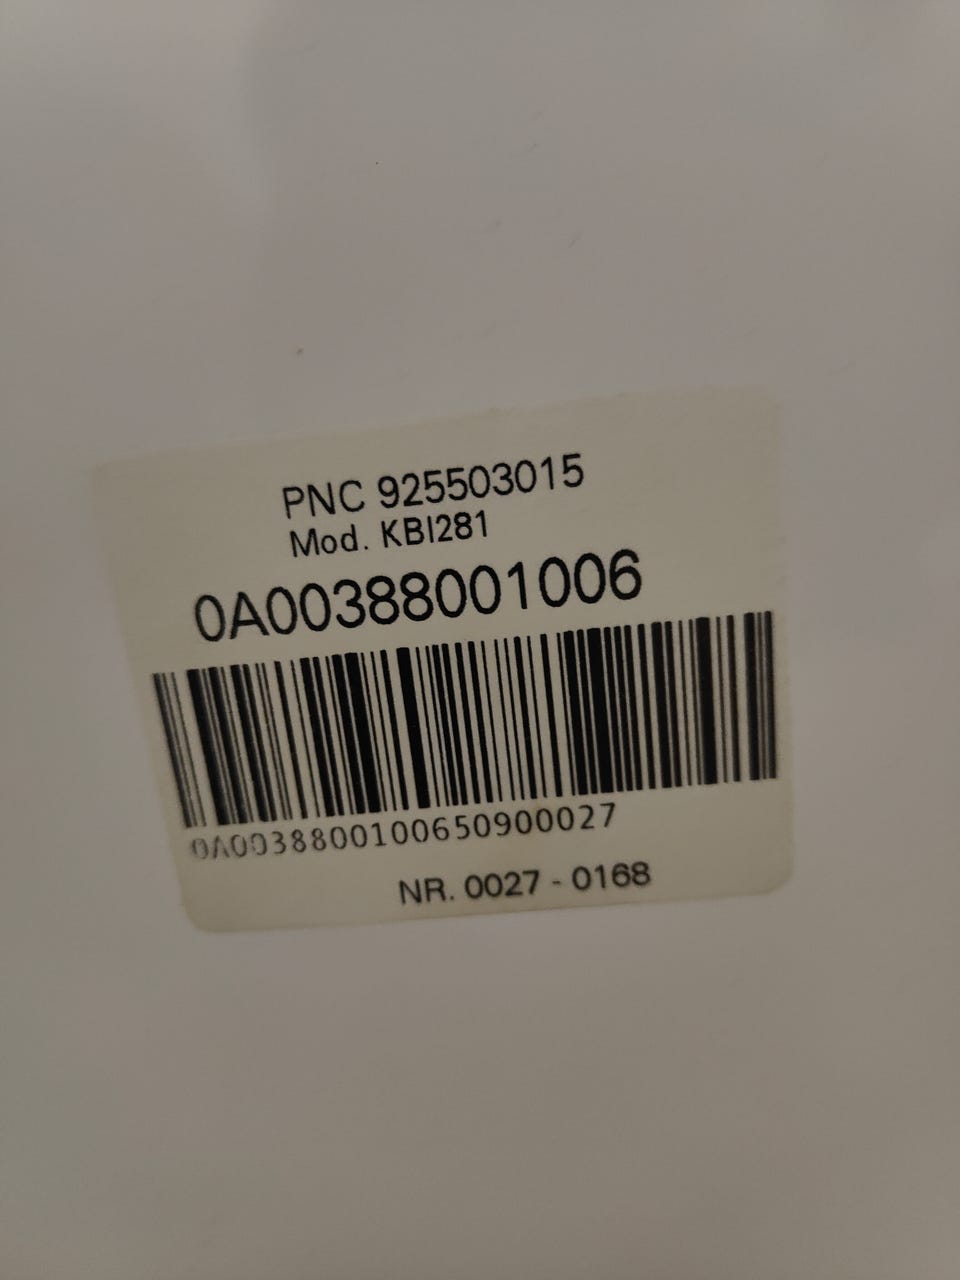 PNC 925503015
Mod. KBI281
0A00388001006
0A0038800100650900027
NR. 0027 - 0168